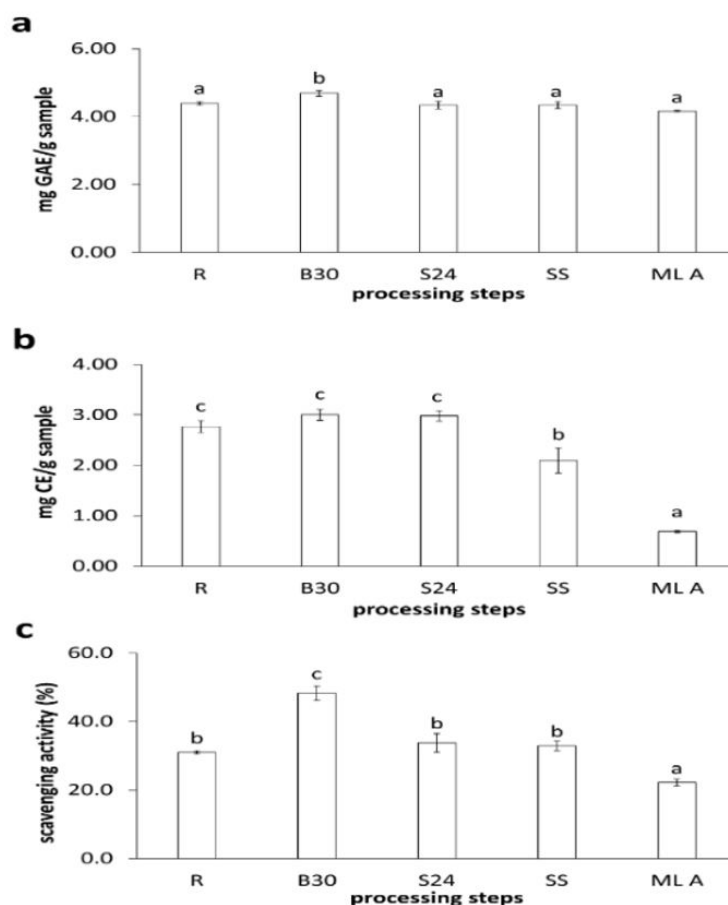 a
mg GAE/g sample
6.00
4.00
2.00
0.00
a
b
a
a
a
R B30 S24 SS ML A
processing steps
b
mg CE/g sample
4.00
3.00
2.00
1.00
0.00
c
c
c
b
a
R B30 S24 SS ML A
processing steps
c
scavenging activity (%)
60.0
40.0
20.0
0.0
b
c
b
b
a
R B30 S24 SS ML A
processing steps